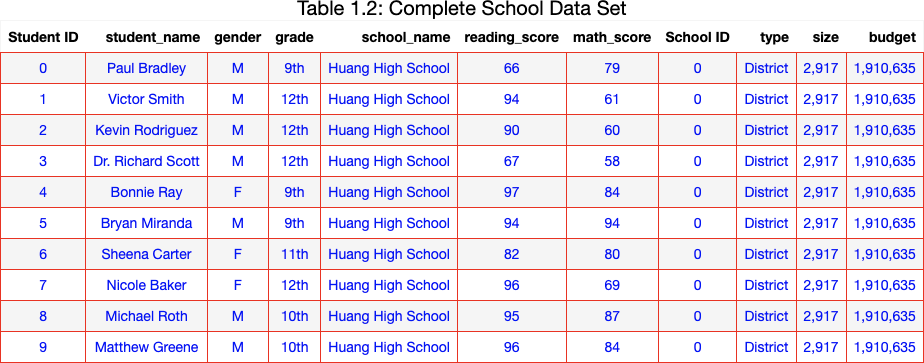 Table 1.2: Complete School Data Set
Student ID student_name gender grade school_name reading_score math_score School ID type size budget
0 Paul Bradley M 9th Huang High School 66 79 0 District 2,917 1,910,635
1 Victor Smith M 12th Huang High School 94 61 0 District 2,917 1,910,635
2 Kevin Rodriguez M 12th Huang High School 90 60 0 District 2,917 1,910,635
3 Dr. Richard Scott M 12th Huang High School 67 58 0 District 2,917 1,910,635
4 Bonnie Ray F 9th Huang High School 97 84 0 District 2,917 1,910,635
5 Bryan Miranda M 9th Huang High School 94 94 0 District 2,917 1,910,635
6 Sheena Carter F 11th Huang High School 82 80 0 District 2,917 1,910,635
7 Nicole Baker F 12th Huang High School 96 69 0 District 2,917 1,910,635
8 Michael Roth M 10th Huang High School 95 87 0 District 2,917 1,910,635
9 Matthew Greene M 10th Huang High School 96 84 0 District 2,917 1,910,635